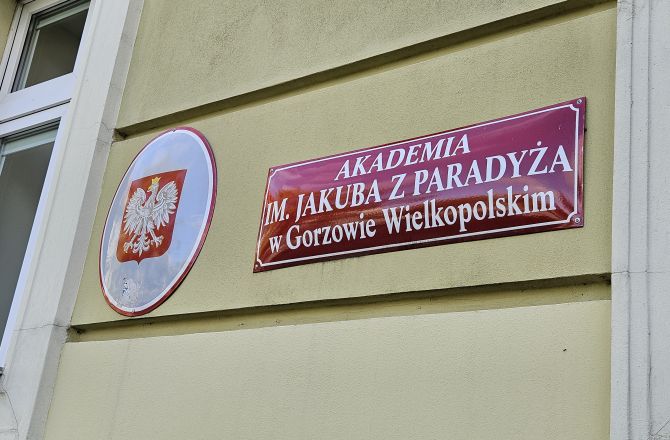 AKADEMIA
IM. JAKUBA Z PARADYŻA
w Gorzowie Wielkopolskim